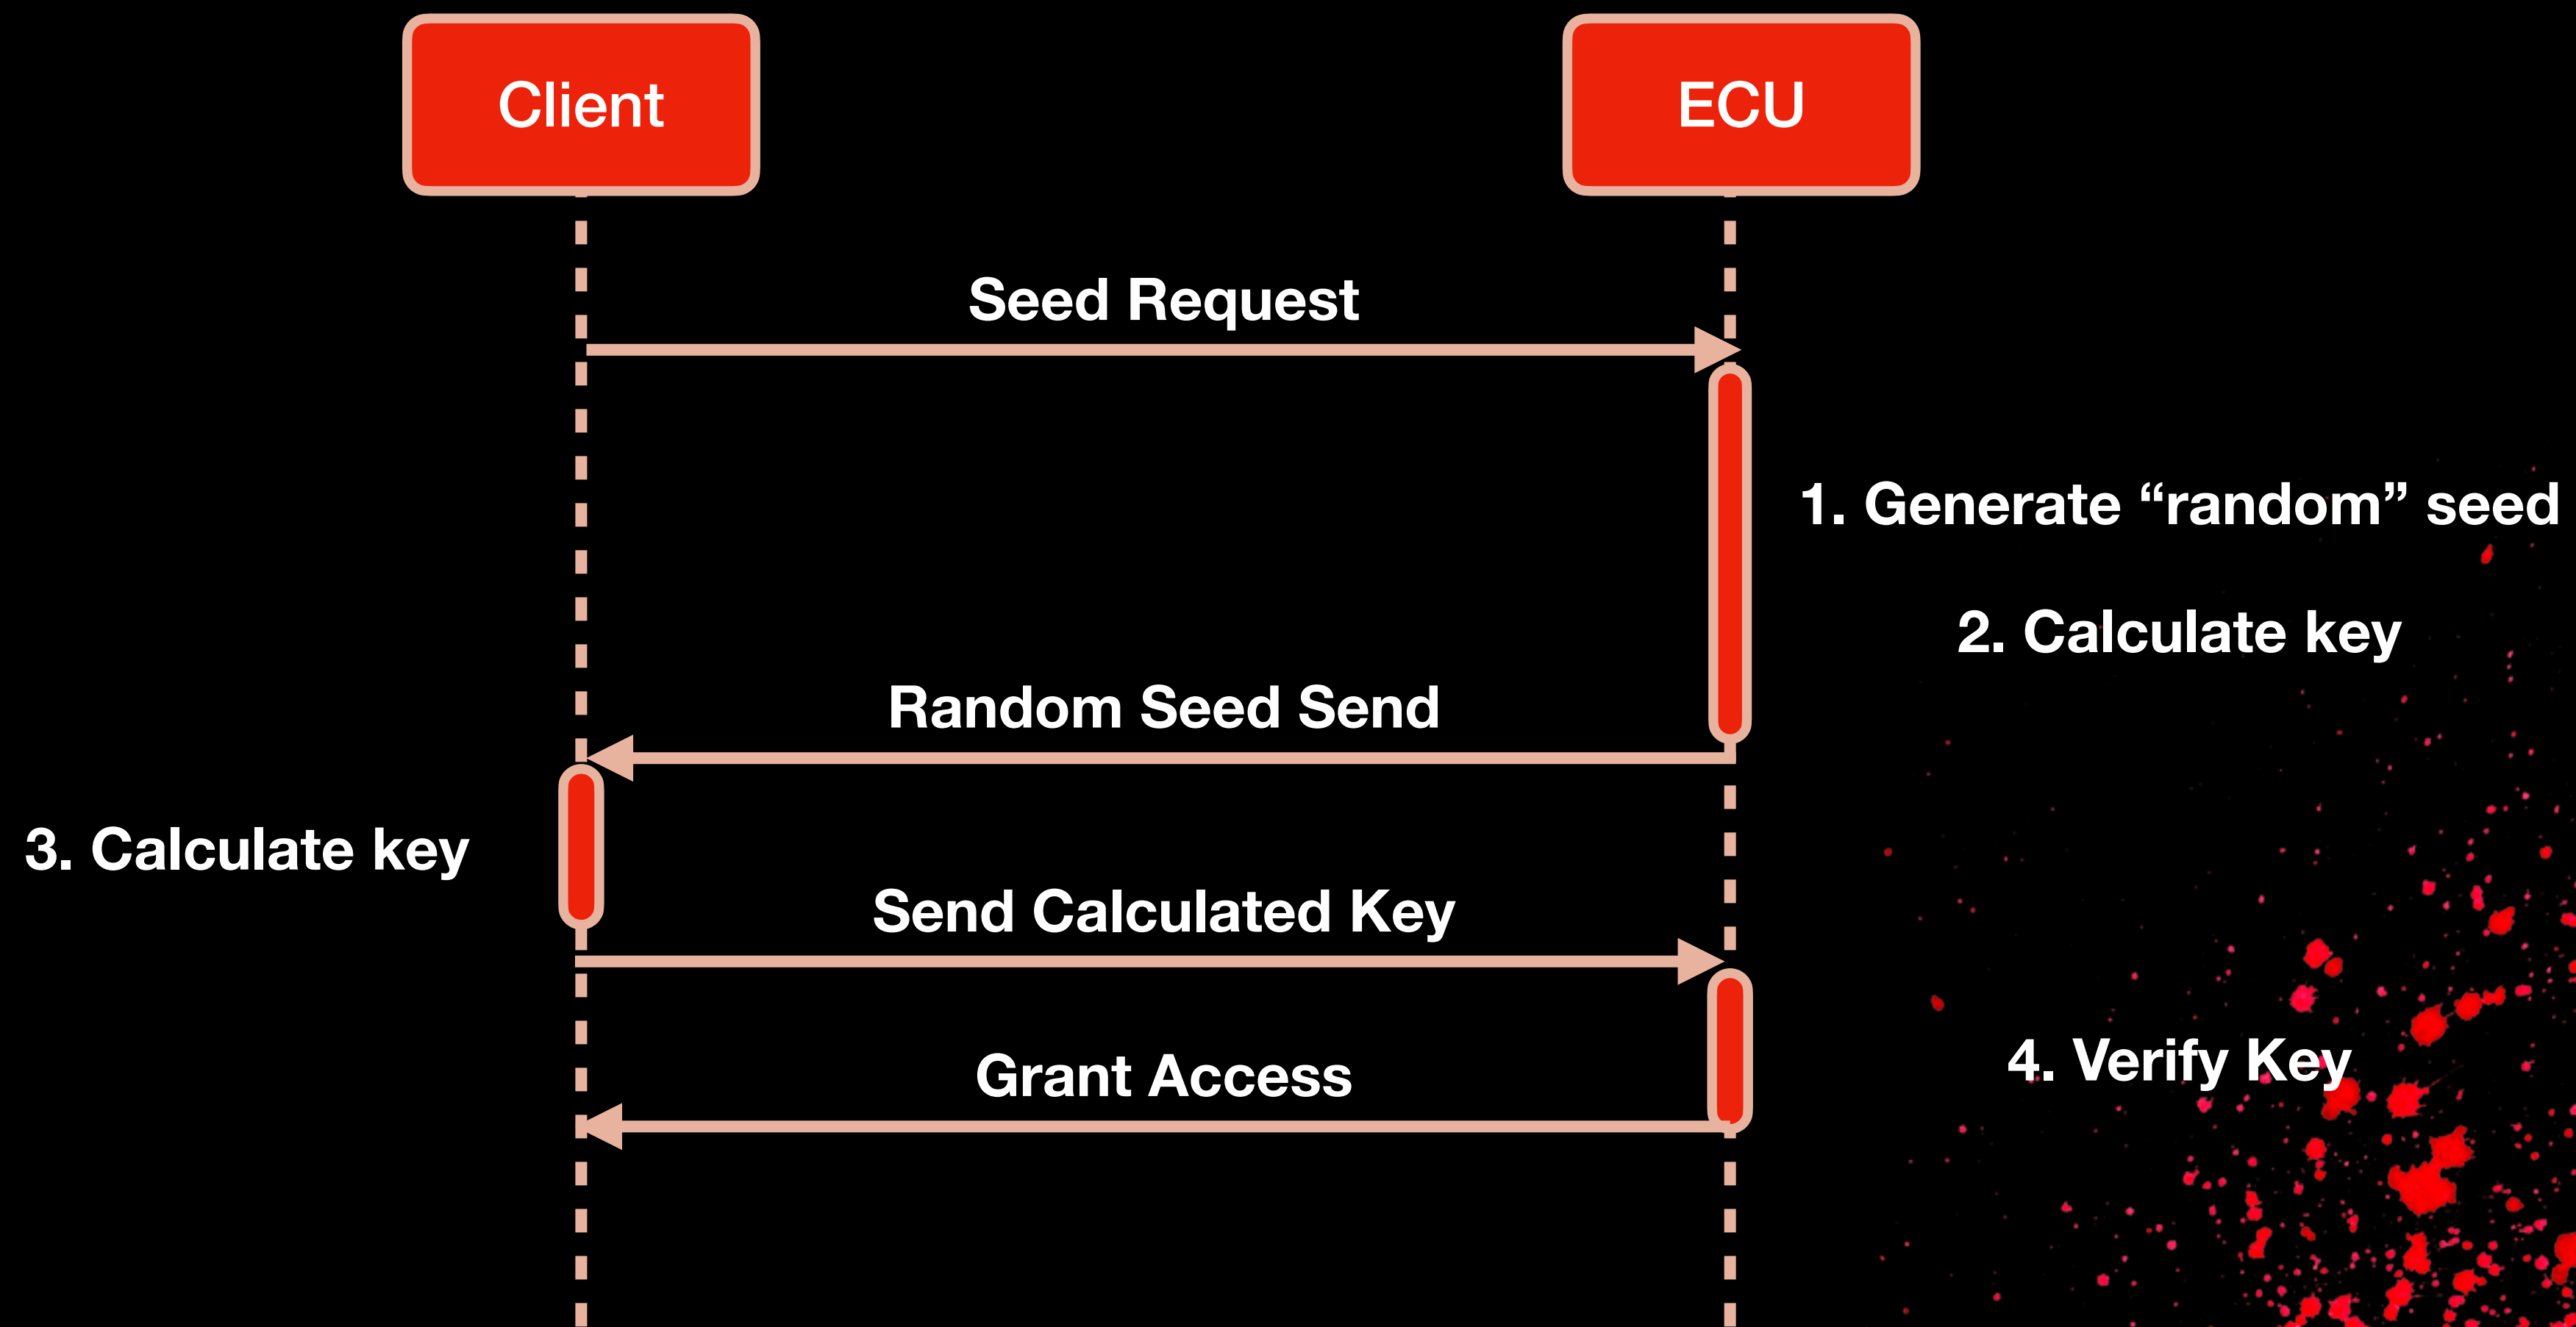 Client
ECU
Seed Request
1. Generate “random” seed
2. Calculate key
Random Seed Send
3. Calculate key
Send Calculated Key
4. Verify Key
Grant Access